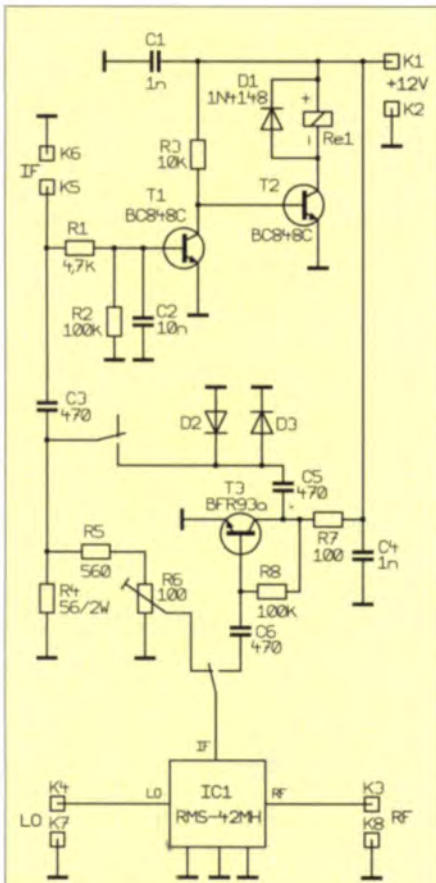 C1
1n
K1
+12V
K2
D1
1N4148
+
-
Re1
K6
IF
K5
R3
10K
T1
BC848C
T2
BC848C
R1
4,7K
R2
100k
C2
10n
C3
470
D2
D3
C5
470
T3
BFR93a
R7
100
C4
1n
R5
560
R6
100
R8
100K
R4
56/2W
C6
470
IF
K4
LO
K7
LO
IC1
RMS-42MH
RF
K3
K8
RF